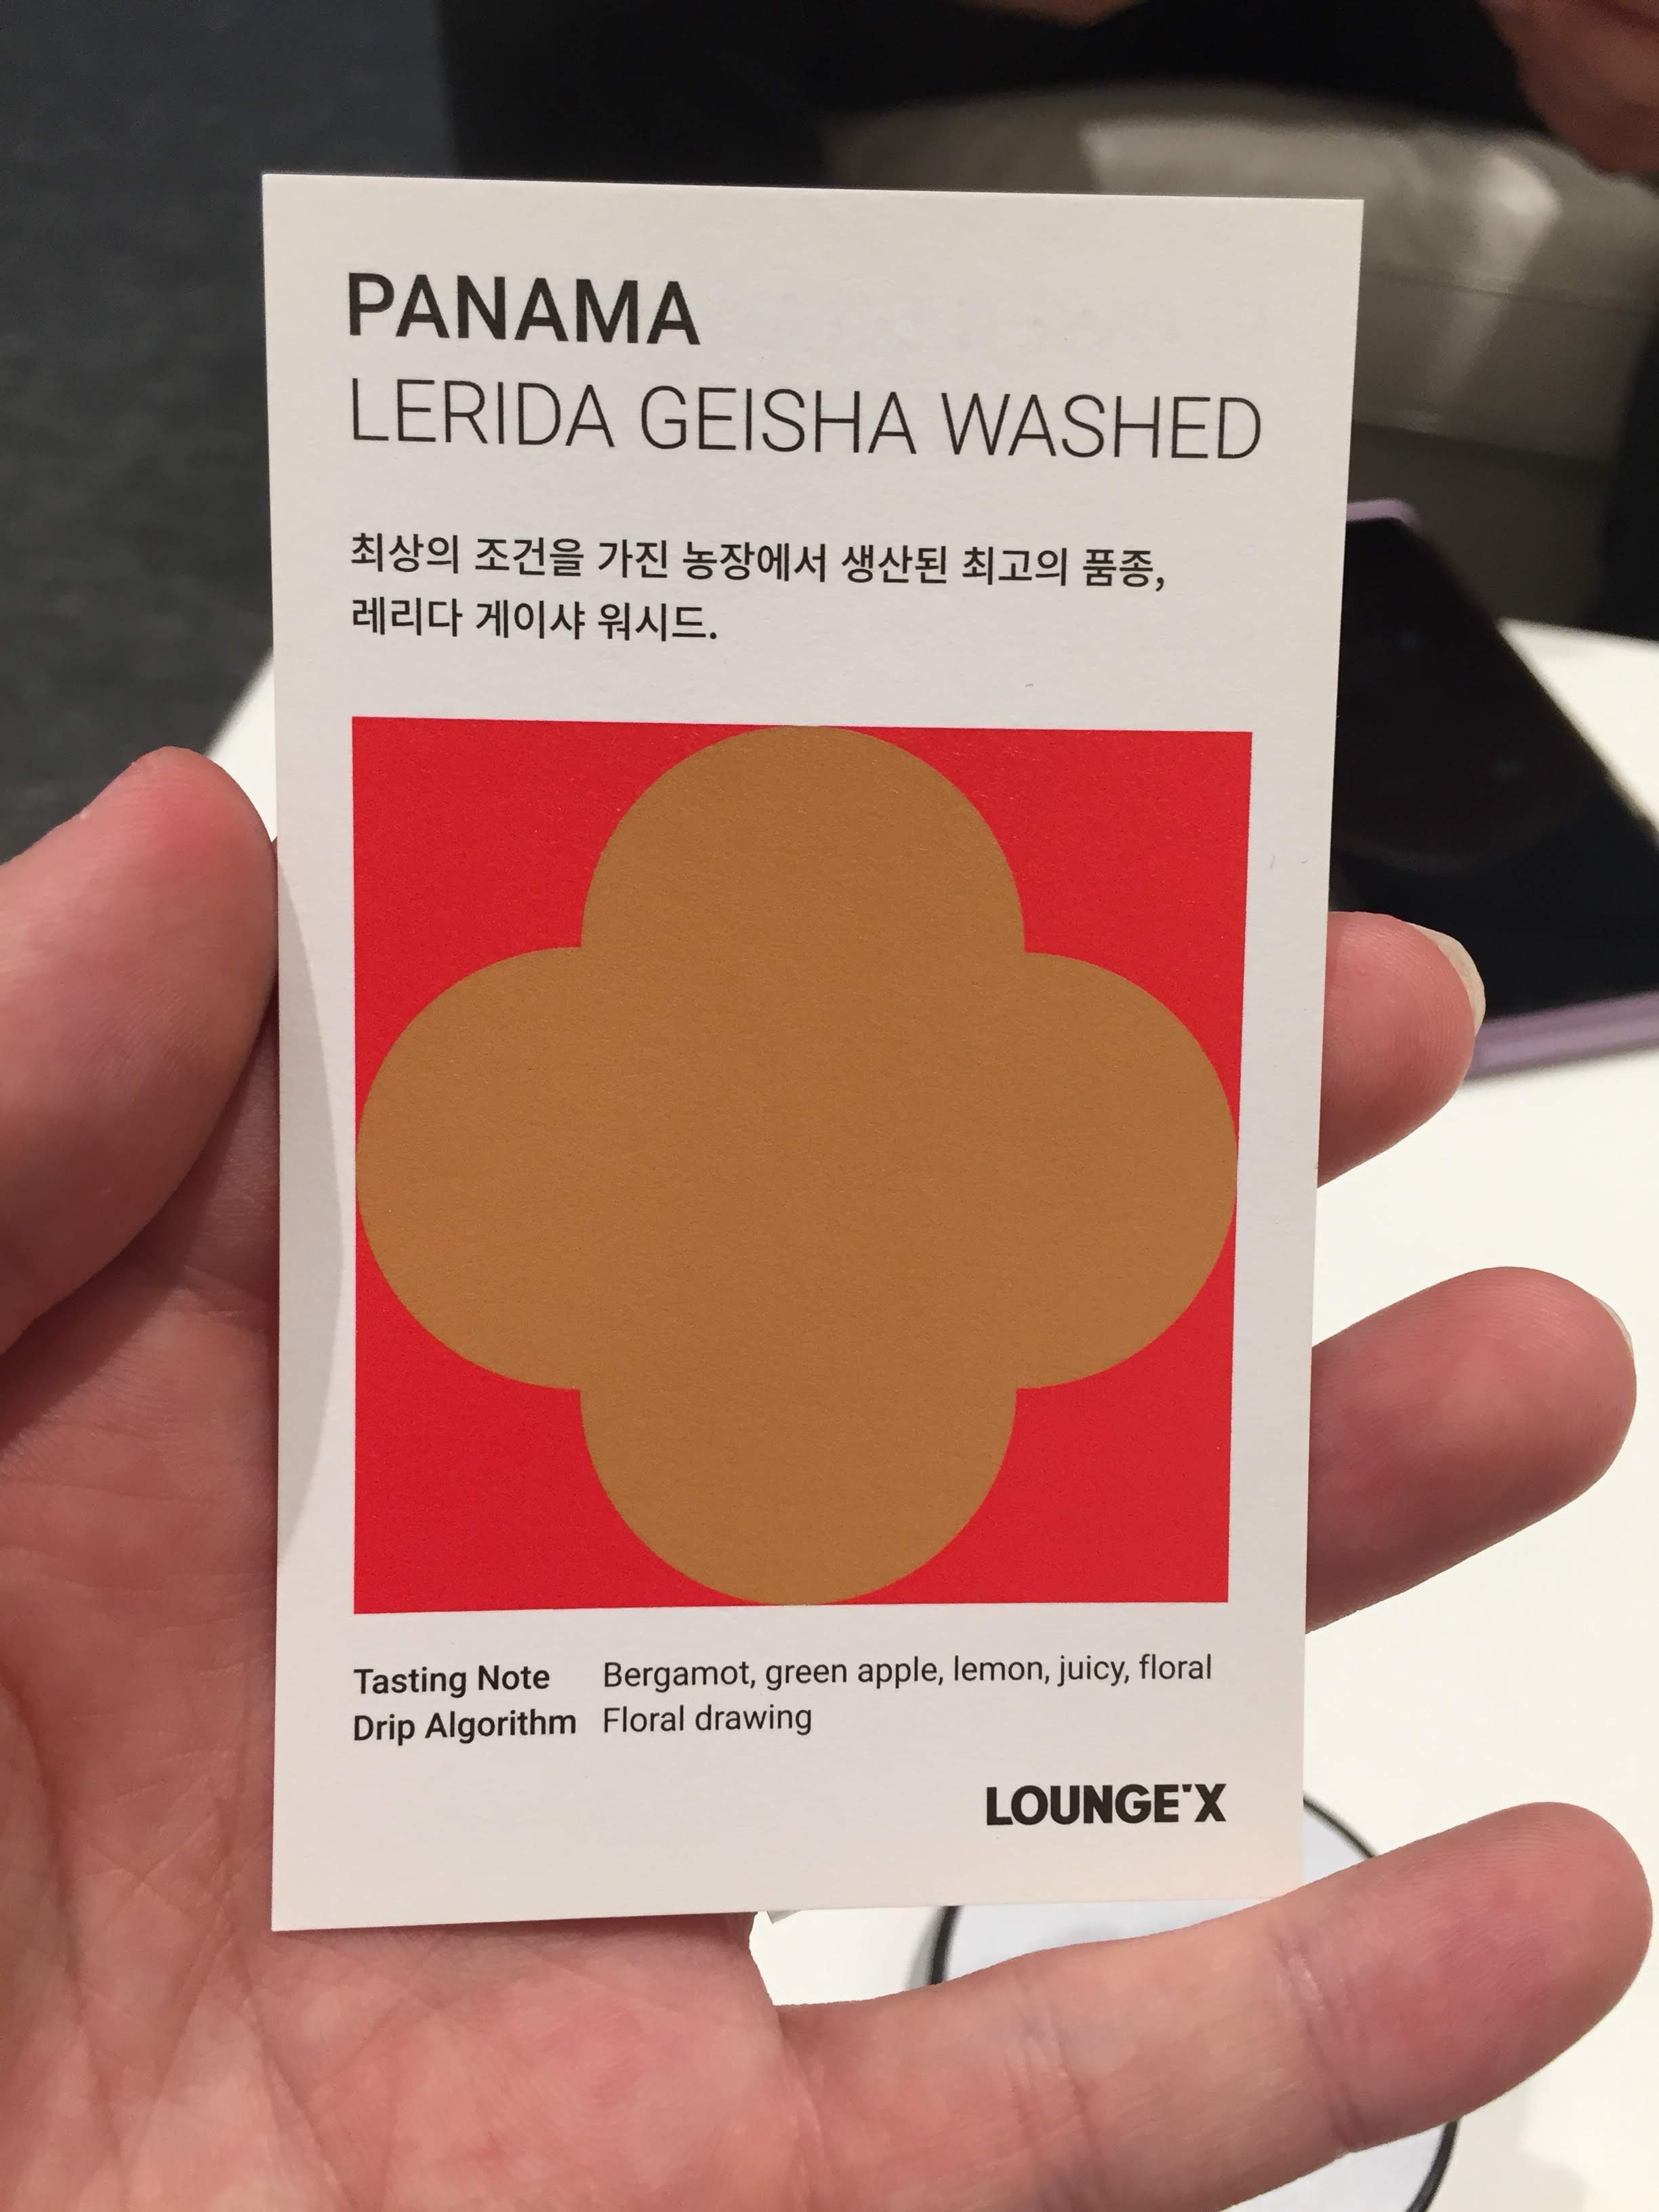 PANAMA
LERIDA GEISHA WASHED
최상의 조건을 가진 농장에서 생산된 최고의 품종,
레리다 게이샤 워시드.
Tasting Note Bergamot, green apple, lemon, juicy, floral
Drip Algorithm Floral drawing
LOUNGE'X